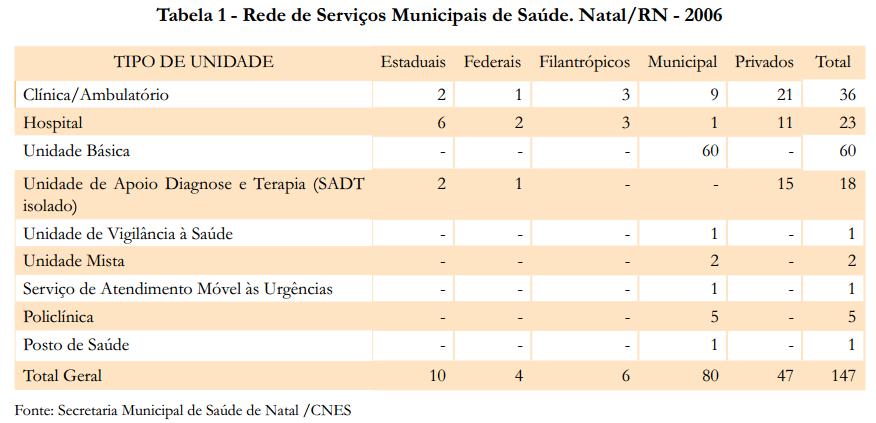 Tabela 1 - Rede de Serviços Municipais de Saúde. Natal/RN - 2006
TIPO DE UNIDADE Estaduais Federais Filantrópicos Municipal Privados Total
Clínica/Ambulatório 2 1 3 9 21 36
Hospital 6 2 3 1 11 23
Unidade Básica - - - 60 - 60
Unidade de Apoio Diagnose e Terapia (SADT 2 1 - - 15 18
isolado)
Unidade de Vigilância à Saúde - - - 1 - 1
Unidade Mista - - - 2 - 2
Serviço de Atendimento Móvel às Urgências - - - 1 - 1
Policlínica - - - 5 - 5
Posto de Saúde - - - 1 - 1
Total Geral 10 4 6 80 47 147
Fonte: Secretaria Municipal de Saúde de Natal /CNES